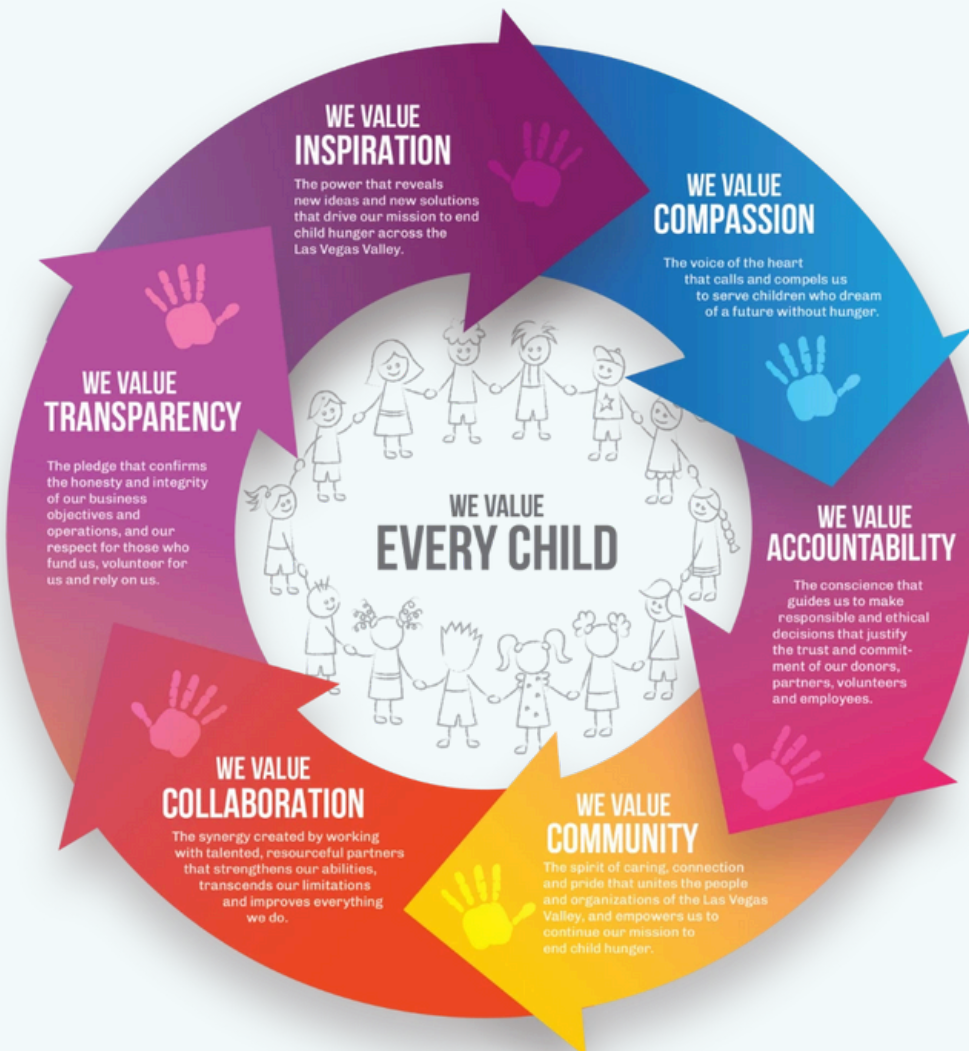 WE VALUE
INSPIRATION
The power that reveals
new ideas and new solutions
that drive our mission to end
child hunger across the
Las Vegas Valley.
WE VALUE
COMPASSION
The voice of the heart
that calls and compels us
to serve children who dream
of a future without hunger.
WE VALUE
ACCOUNTABILITY
The conscience that
guides us to make
responsible and ethical
decisions that justify
the trust and commit-
ment of our donors,
partners, volunteers
and employees.
WE VALUE
COMMUNITY
The spirit of caring, connection
and pride that unites the people
and organizations of the Las Vegas
Valley, and empowers us to
continue our mission to
end child hunger.
WE VALUE
COLLABORATION
The synergy created by working
with talented, resourceful partners
that strengthens our abilities,
transcends our limitations
and improves everything
we do.
WE VALUE
TRANSPARENCY
The pledge that confirms
the honesty and integrity
of our business
objectives and
operations, and our
respect for those who
fund us, volunteer for
us and rely on us.
WE VALUE
EVERY CHILD